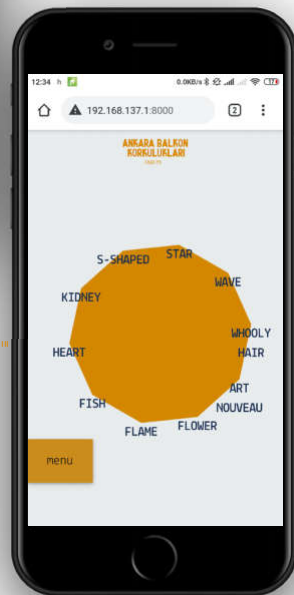 12:34
0.0KB/s
192.168.137.1:8000
2
ANKARA BALKON
KORKULUKLARI
STAR
S-SHAPED
WAVE
KIDNEY
WHOOLY
HAIR
HEART
ART
NOUVEAU
FISH
FLOWER
FLAME
menu